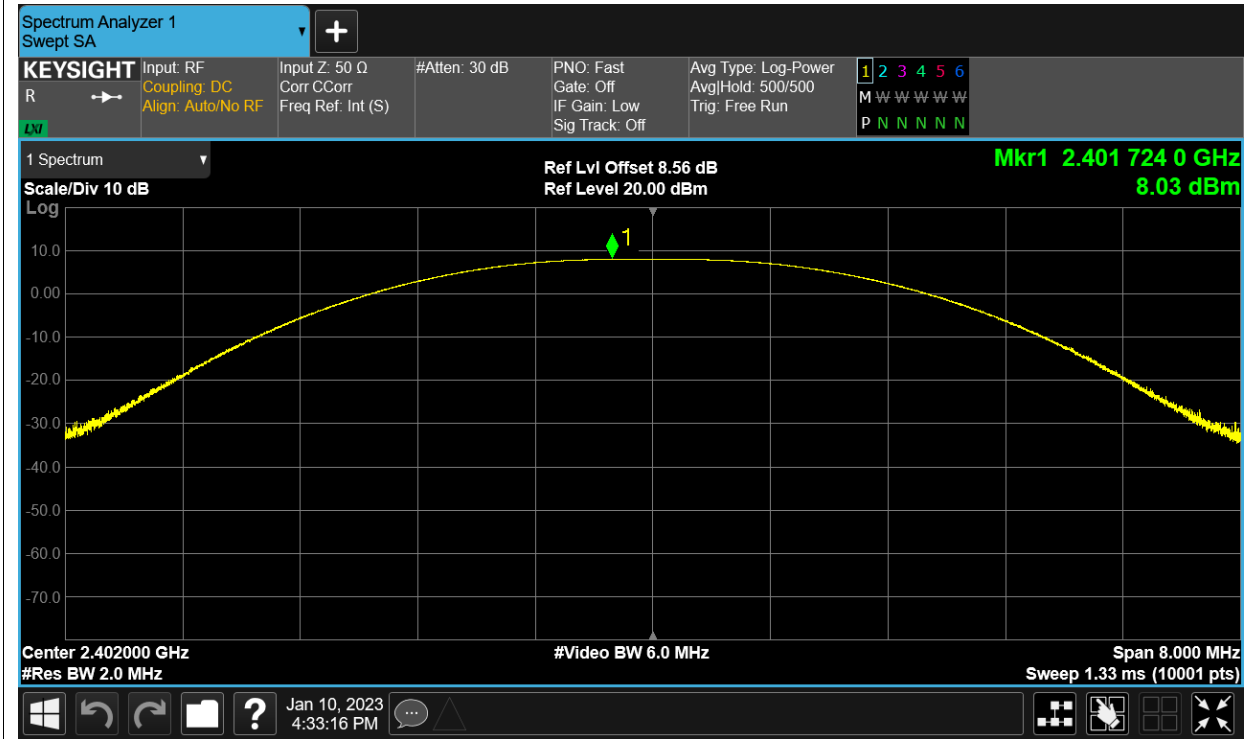 Spectrum Analyzer 1
Swept SA
KEYSIGHT
R
LXI
Input: RF
Coupling: DC
Align: Auto/No RF
Input Z: 50 Ω
Corr CCorr
Freq Ref: Int (S)
#Atten: 30 dB
PNO: Fast
Gate: Off
IF Gain: Low
Sig Track: Off
Avg Type: Log-Power
Avg|Hold: 500/500
Trig: Free Run
1 2 3 4 5 6
M W W W W W
P N N N N N
1 Spectrum
Scale/Div 10 dB
Log
Ref Lvl Offset 8.56 dB
Ref Level 20.00 dBm
Mkr1 2.401 724 0 GHz
8.03 dBm
1
10.0
0.00
-10.0
-20.0
-30.0
-40.0
-50.0
-60.0
-70.0
Center 2.402000 GHz
#Res BW 2.0 MHz
#Video BW 6.0 MHz
Span 8.000 MHz
Sweep 1.33 ms (10001 pts)
?
Jan 10, 2023
4:33:16 PM